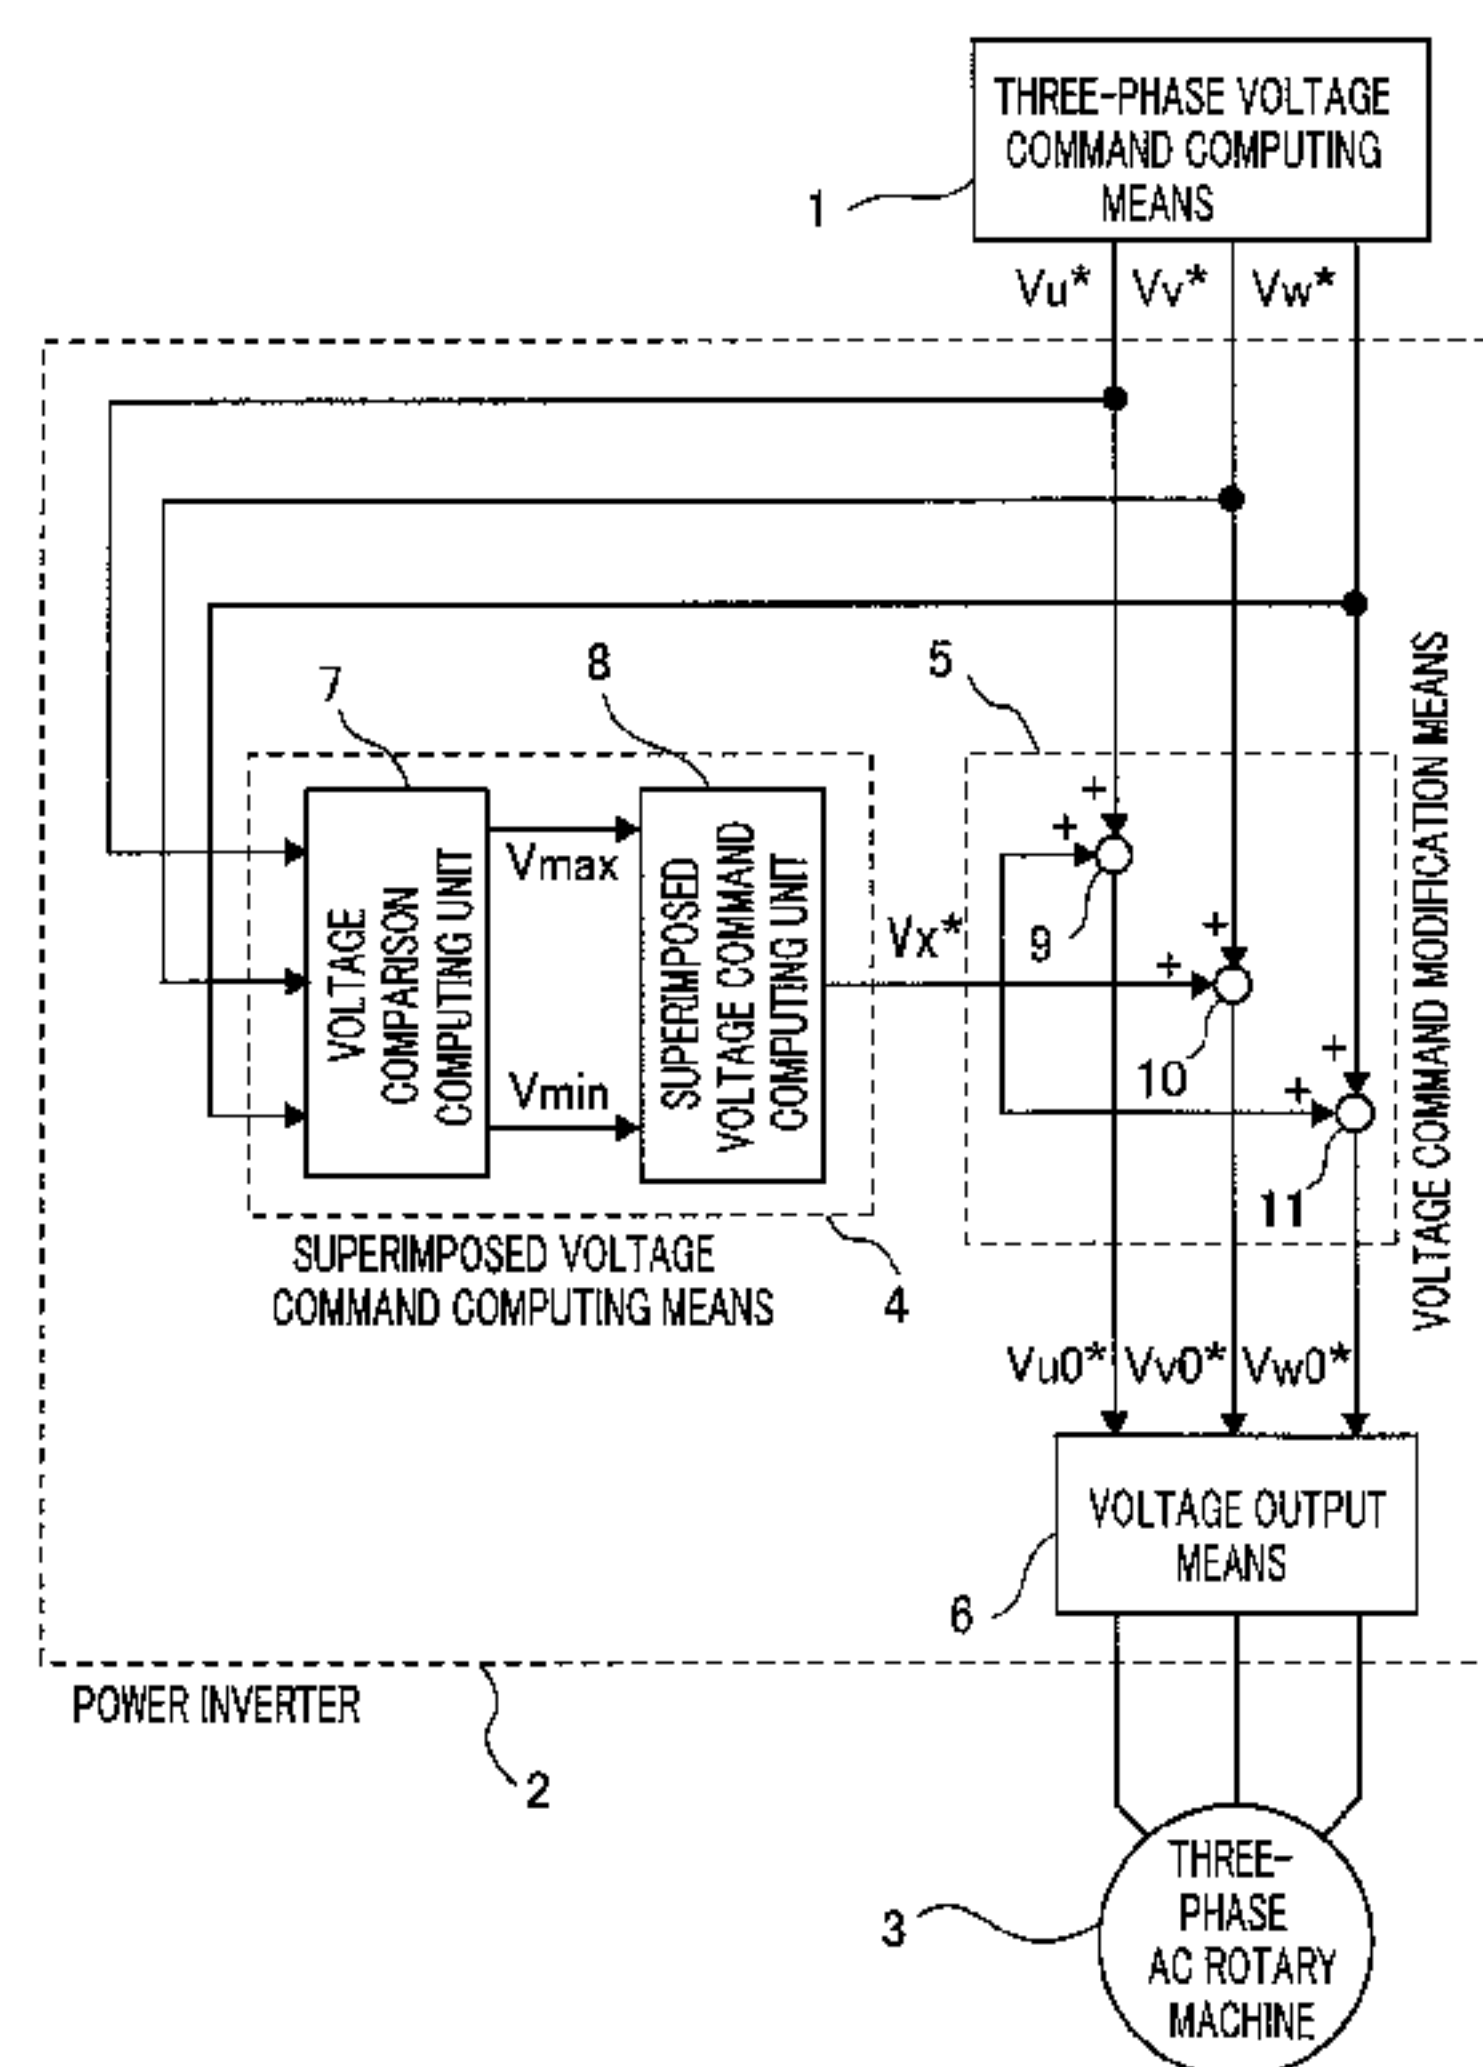 THREE-PHASE VOLTAGE
COMMAND COMPUTING
MEANS
1
Vu*
Vv*
Vw*
5
8
7
VOLTAGE COMMAND MODIFICATION MEANS
+
+
Vmax
VOLTAGE
COMPARISON
COMPUTING UNIT
SUPERIMPOSED
VOLTAGE COMMAND
COMPUTING UNIT
Vx*
9
+
+
Vmin
10
+
+
11
SUPERIMPOSED VOLTAGE
COMMAND COMPUTING MEANS
4
Vu0*
Vv0*
Vw0*
VOLTAGE OUTPUT
MEANS
6
POWER INVERTER
2
THREE-
PHASE
AC ROTARY
MACHINE
3